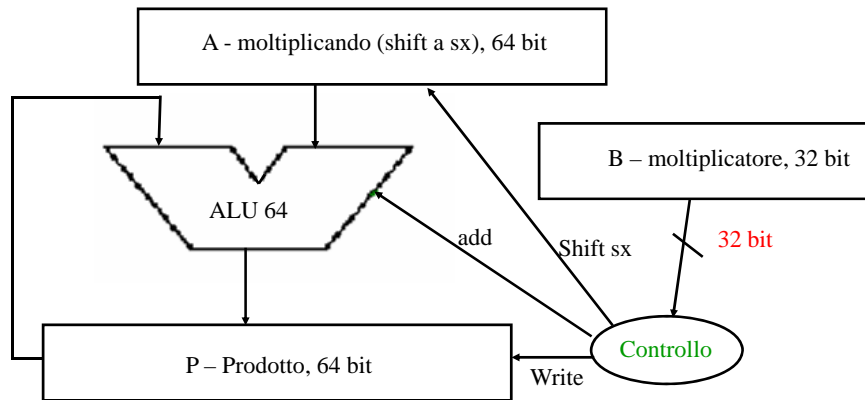 A - moltiplicando (shift a sx), 64 bit
B – moltiplicatore, 32 bit
ALU 64
add
Shift sx
32 bit
Controllo
P – Prodotto, 64 bit
Write